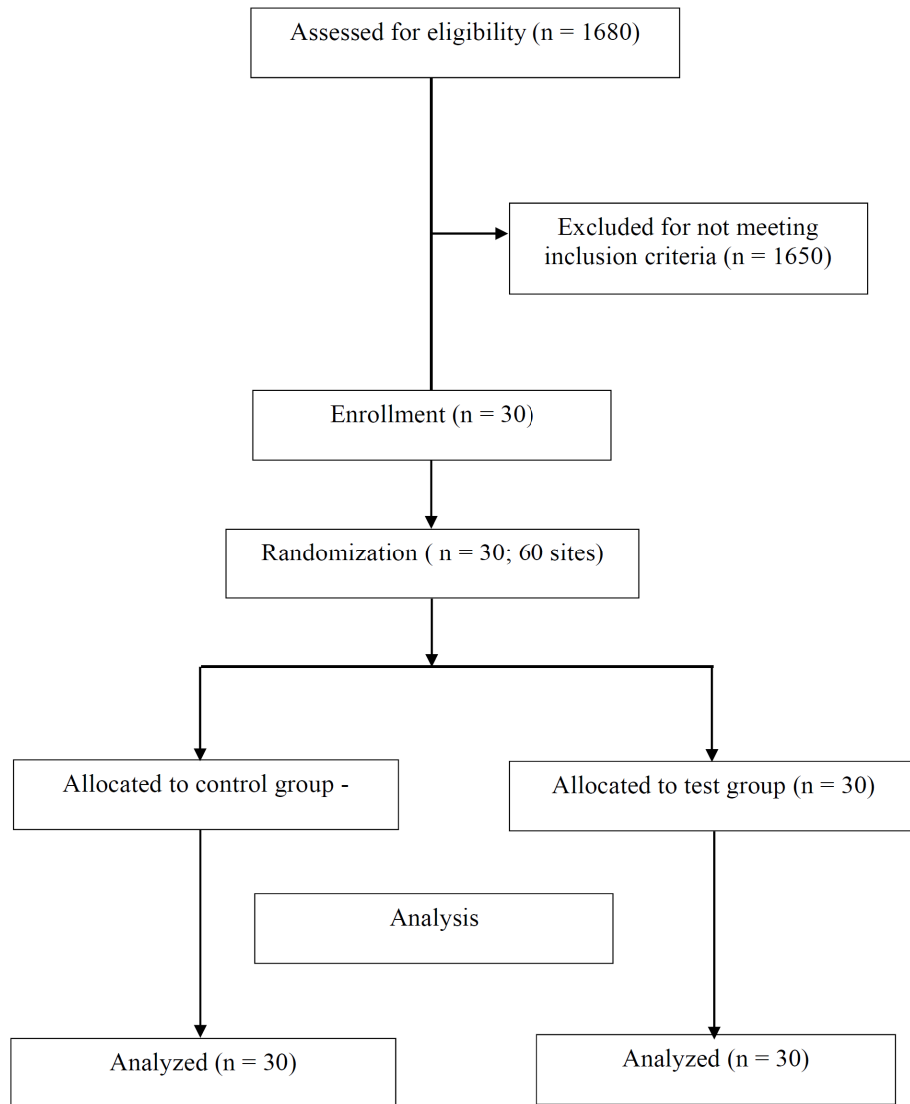 Assessed for eligibility (n = 1680)
Excluded for not meeting
inclusion criteria (n = 1650)
Enrollment (n = 30)
Randomization ( n = 30; 60 sites)
Allocated to control group -
Allocated to test group (n = 30)
Analysis
Analyzed (n = 30)
Analyzed (n = 30)